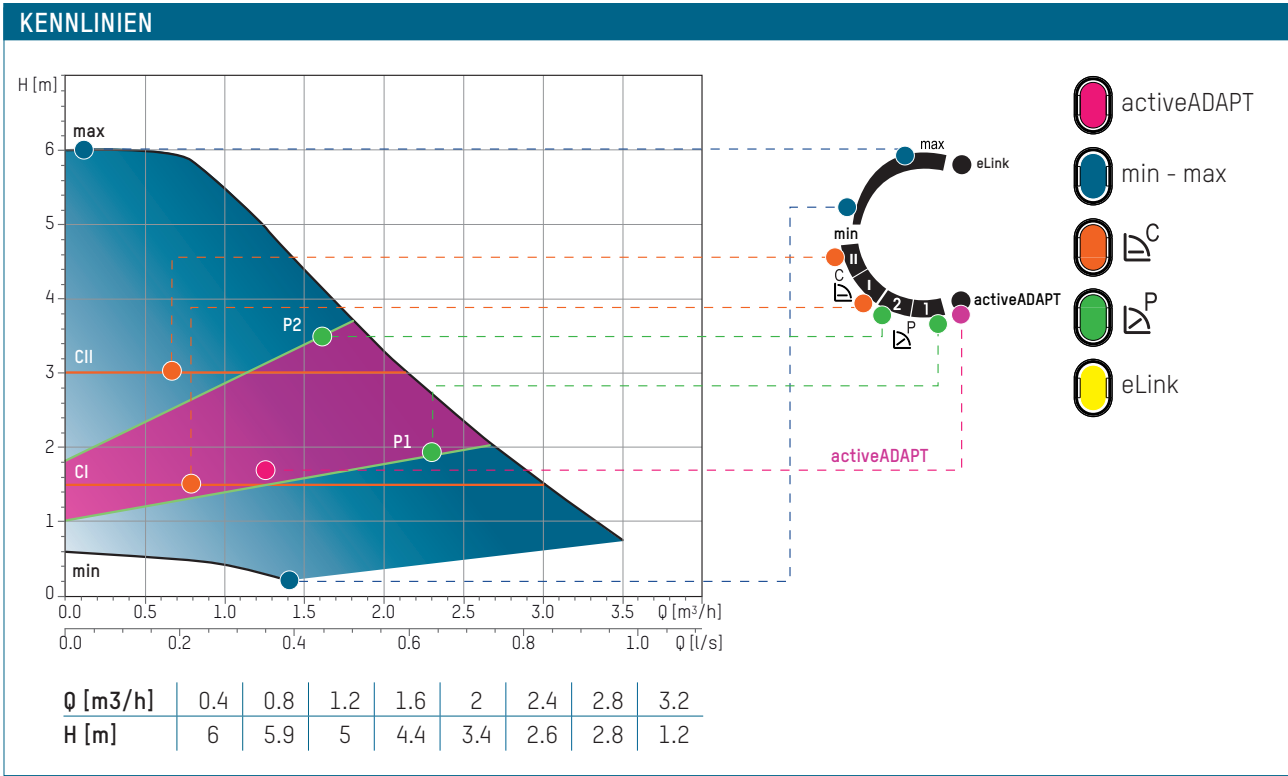 KENNLINIEN
H [m]
max
6
5
4
3
2
1
0
P2
CII
P1
CI
min
0.0 0.5 1.0 1.5 2.0 2.5 3.0 3.5 Q [m³/h]
0.0 0.2 0.4 0.6 0.8 1.0 Q [l/s]
max
eLink
min
II
I
2
1
C
P
activeADAPT
activeADAPT
activeADAPT
min - max
C
P
eLink
Q [m3/h] 0.4 0.8 1.2 1.6 2 2.4 2.8 3.2
H [m] 6 5.9 5 4.4 3.4 2.6 2.8 1.2